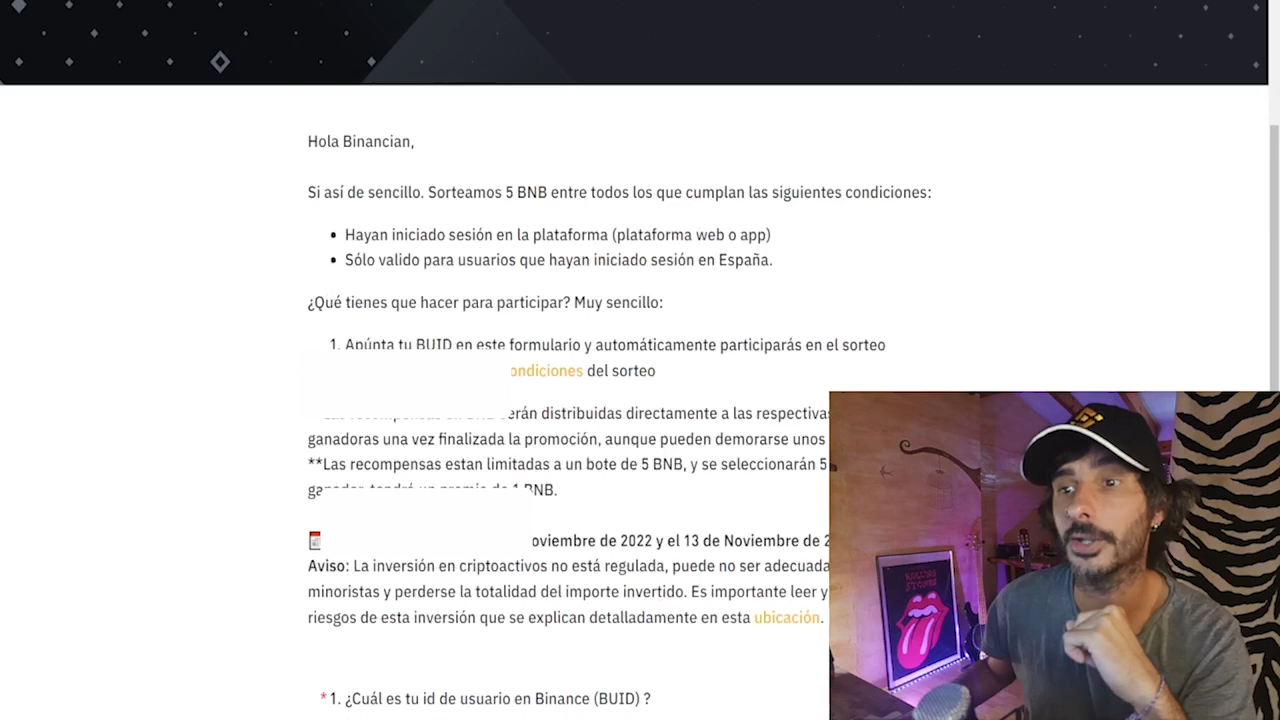 Hola Binancian,
Si así de sencillo. Sorteamos 5 BNB entre todos los que cumplan las siguientes condiciones:
• Hayan iniciado sesión en la plataforma (plataforma web o app)
• Sólo valido para usuarios que hayan iniciado sesión en España.
¿Qué tienes que hacer para participar? Muy sencillo:
1. Apúnta tu BUID en este formulario y automáticamente participarás en el sorteo
ondiciones del sorteo
erán distribuidas directamente a las respectivas
ganadoras una vez finalizada la promoción, aunque pueden demorarse unos
**Las recompensas estan limitadas a un bote de 5 BNB, y se seleccionarán 5
BNB.
oviembre de 2022 y el 13 de Noviembre de 2
Aviso: La inversión en criptoactivos no está regulada, puede no ser adecuada
minoristas y perderse la totalidad del importe invertido. Es importante leer y
riesgos de esta inversión que se explican detalladamente en esta ubicación.
*1. ¿Cuál es tu id de usuario en Binance (BUID) ?